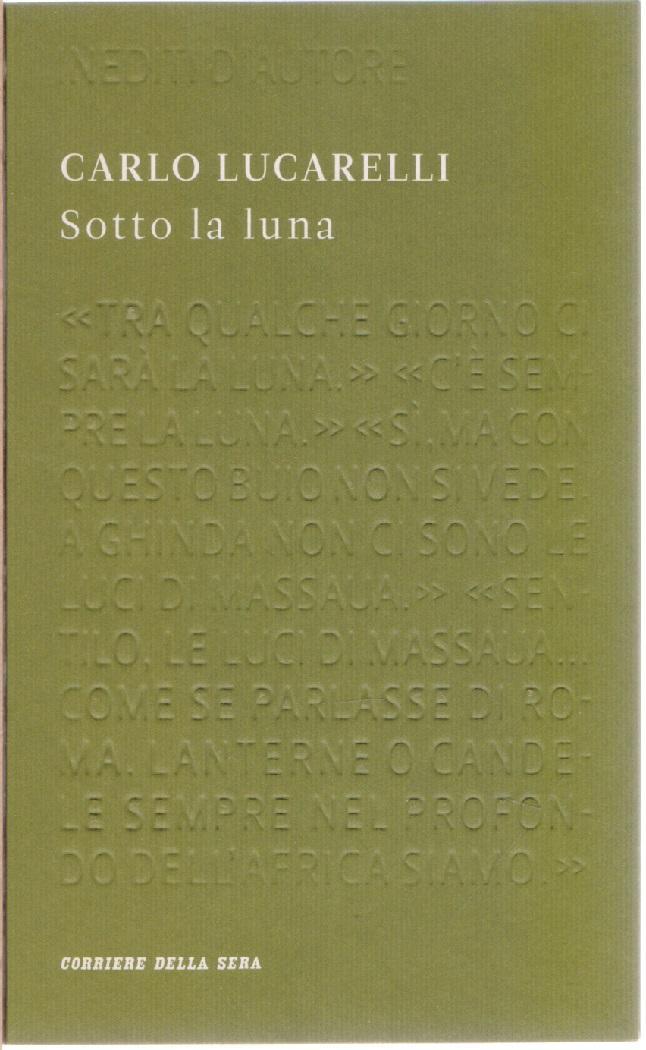 INEDITI D'AUTORE
CARLO LUCARELLI
Sotto la luna
«TRA QUALCHE GIORNO CI
SARÀ LA LUNA.» «C'È SEM-
PRE LA LUNA.» «SÌ, MA CON
QUESTO BUIO NON SI VEDE.
A GHINDA NON CI SONO LE
LUCI DI MASSAUA.» «SEN-
TILO, LE LUCI DI MASSAUA...
COME SE PARLASSE DI RO-
MA. LANTERNE O CANDE-
LE SEMPRE NEL PROFON-
DO DELL'AFRICA SIAMO.»
CORRIERE DELLA SERA